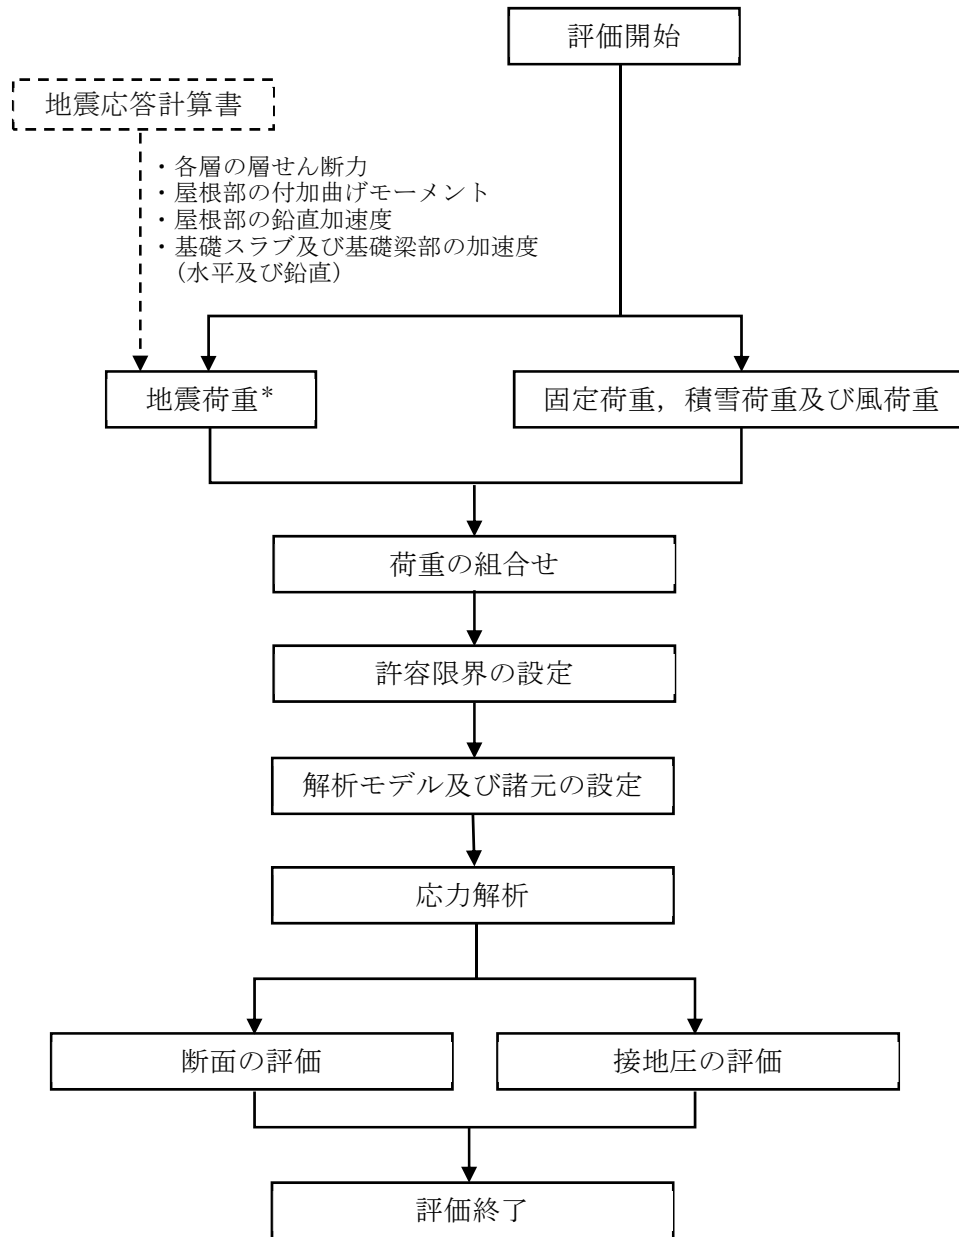 評価開始
地震応答計算書
・各層の層せん断力
・屋根部の付加曲げモーメント
・屋根部の鉛直加速度
・基礎スラブ及び基礎梁部の加速度
(水平及び鉛直)
地震荷重*
固定荷重，積雪荷重及び風荷重
荷重の組合せ
許容限界の設定
解析モデル及び諸元の設定
応力解析
断面の評価
接地圧の評価
評価終了